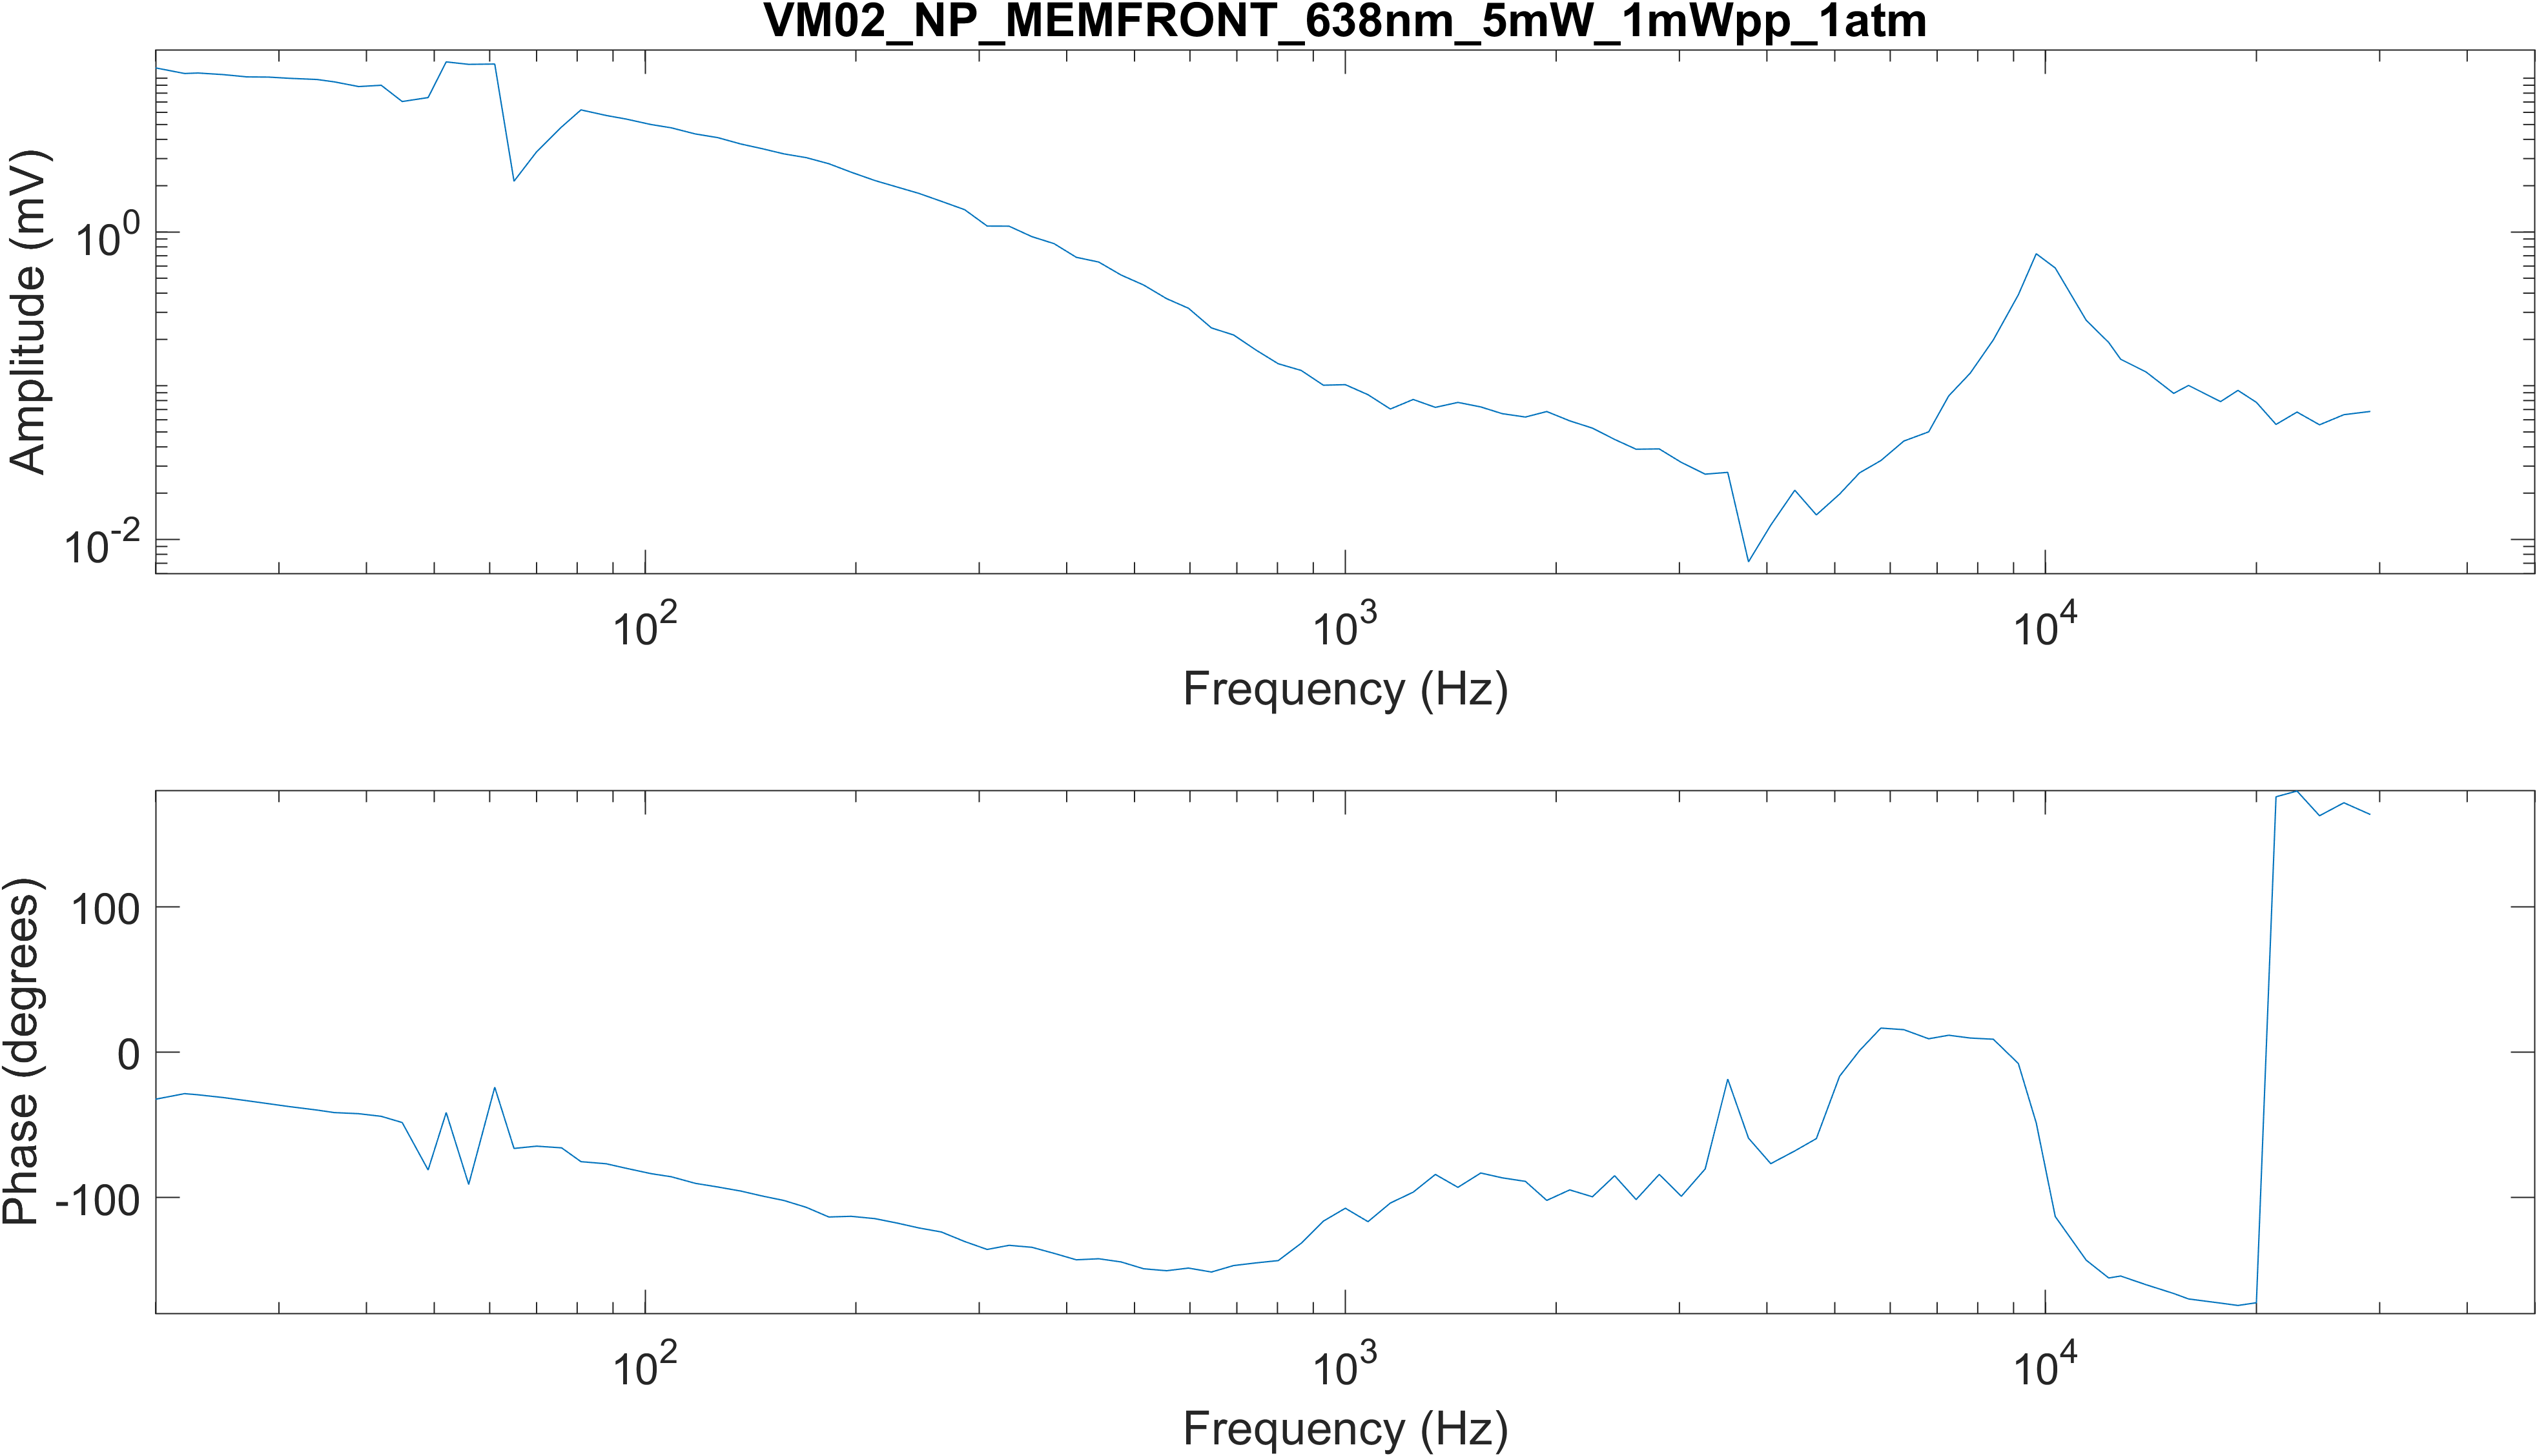 VM02_NP_MEMFRONT_638nm_5mW_1mWpp_1atm
Amplitude (mV)
10^0
10^-2
10^2
10^3
10^4
Frequency (Hz)
Phase (degrees)
100
0
-100
10^2
10^3
10^4
Frequency (Hz)